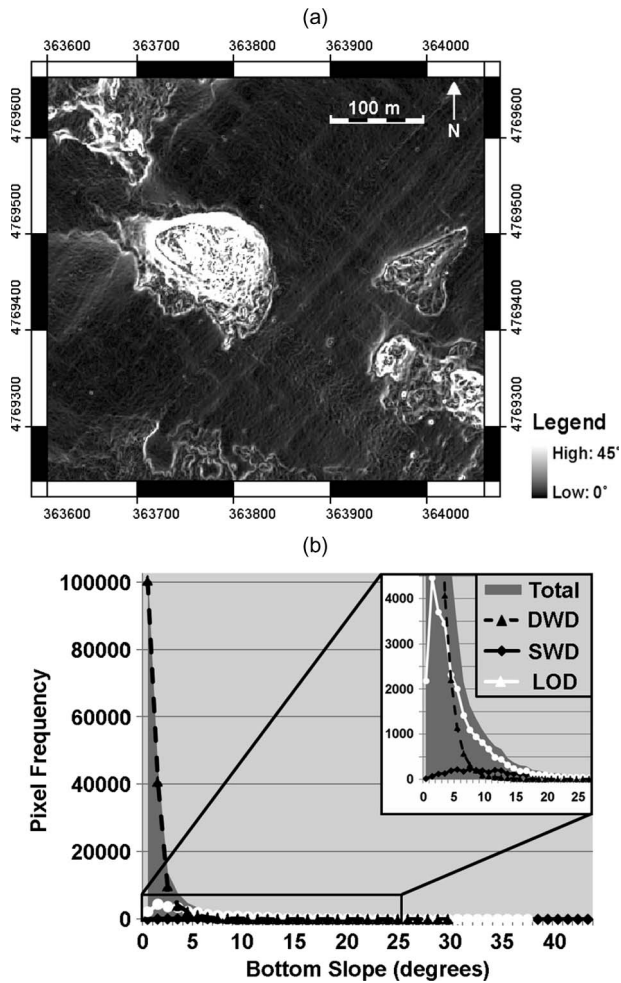 (a)
363600 363700 363800 363900 364000
4769600 4769500 4769400 4769300
100 m
N
4769600 4769500 4769400 4769300
Legend
High: 45°
Low: 0°
363600 363700 363800 363900 364000
(b)
100000
80000
60000
40000
20000
0
Pixel Frequency
4000
3000
2000
1000
0
0 5 10 15 20 25
Total
DWD
SWD
LOD
0 5 10 15 20 25 30 35 40
Bottom Slope (degrees)